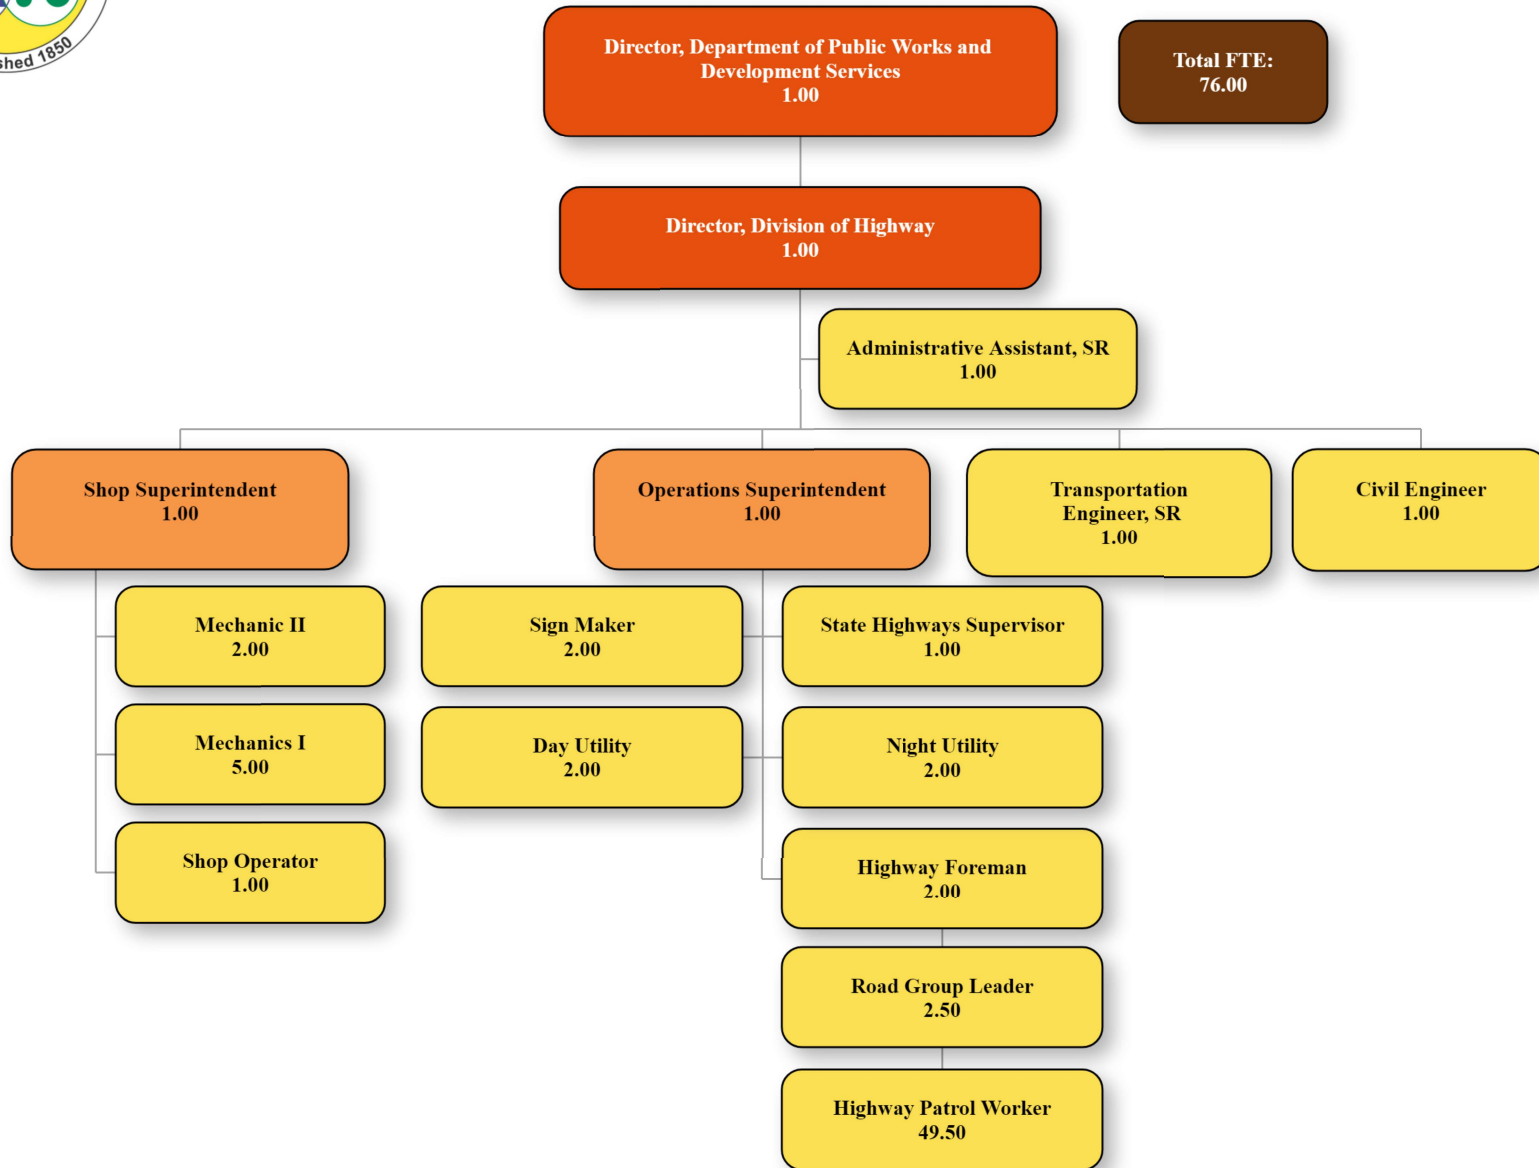 shed 1850
Director, Department of Public Works and
Development Services
1.00
Total FTE:
76.00
Director, Division of Highway
1.00
Administrative Assistant, SR
1.00
Shop Superintendent
1.00
Operations Superintendent
1.00
Transportation
Engineer, SR
1.00
Civil Engineer
1.00
Mechanic II
2.00
Sign Maker
2.00
State Highways Supervisor
1.00
Mechanics I
5.00
Day Utility
2.00
Night Utility
2.00
Shop Operator
1.00
Highway Foreman
2.00
Road Group Leader
2.50
Highway Patrol Worker
49.50